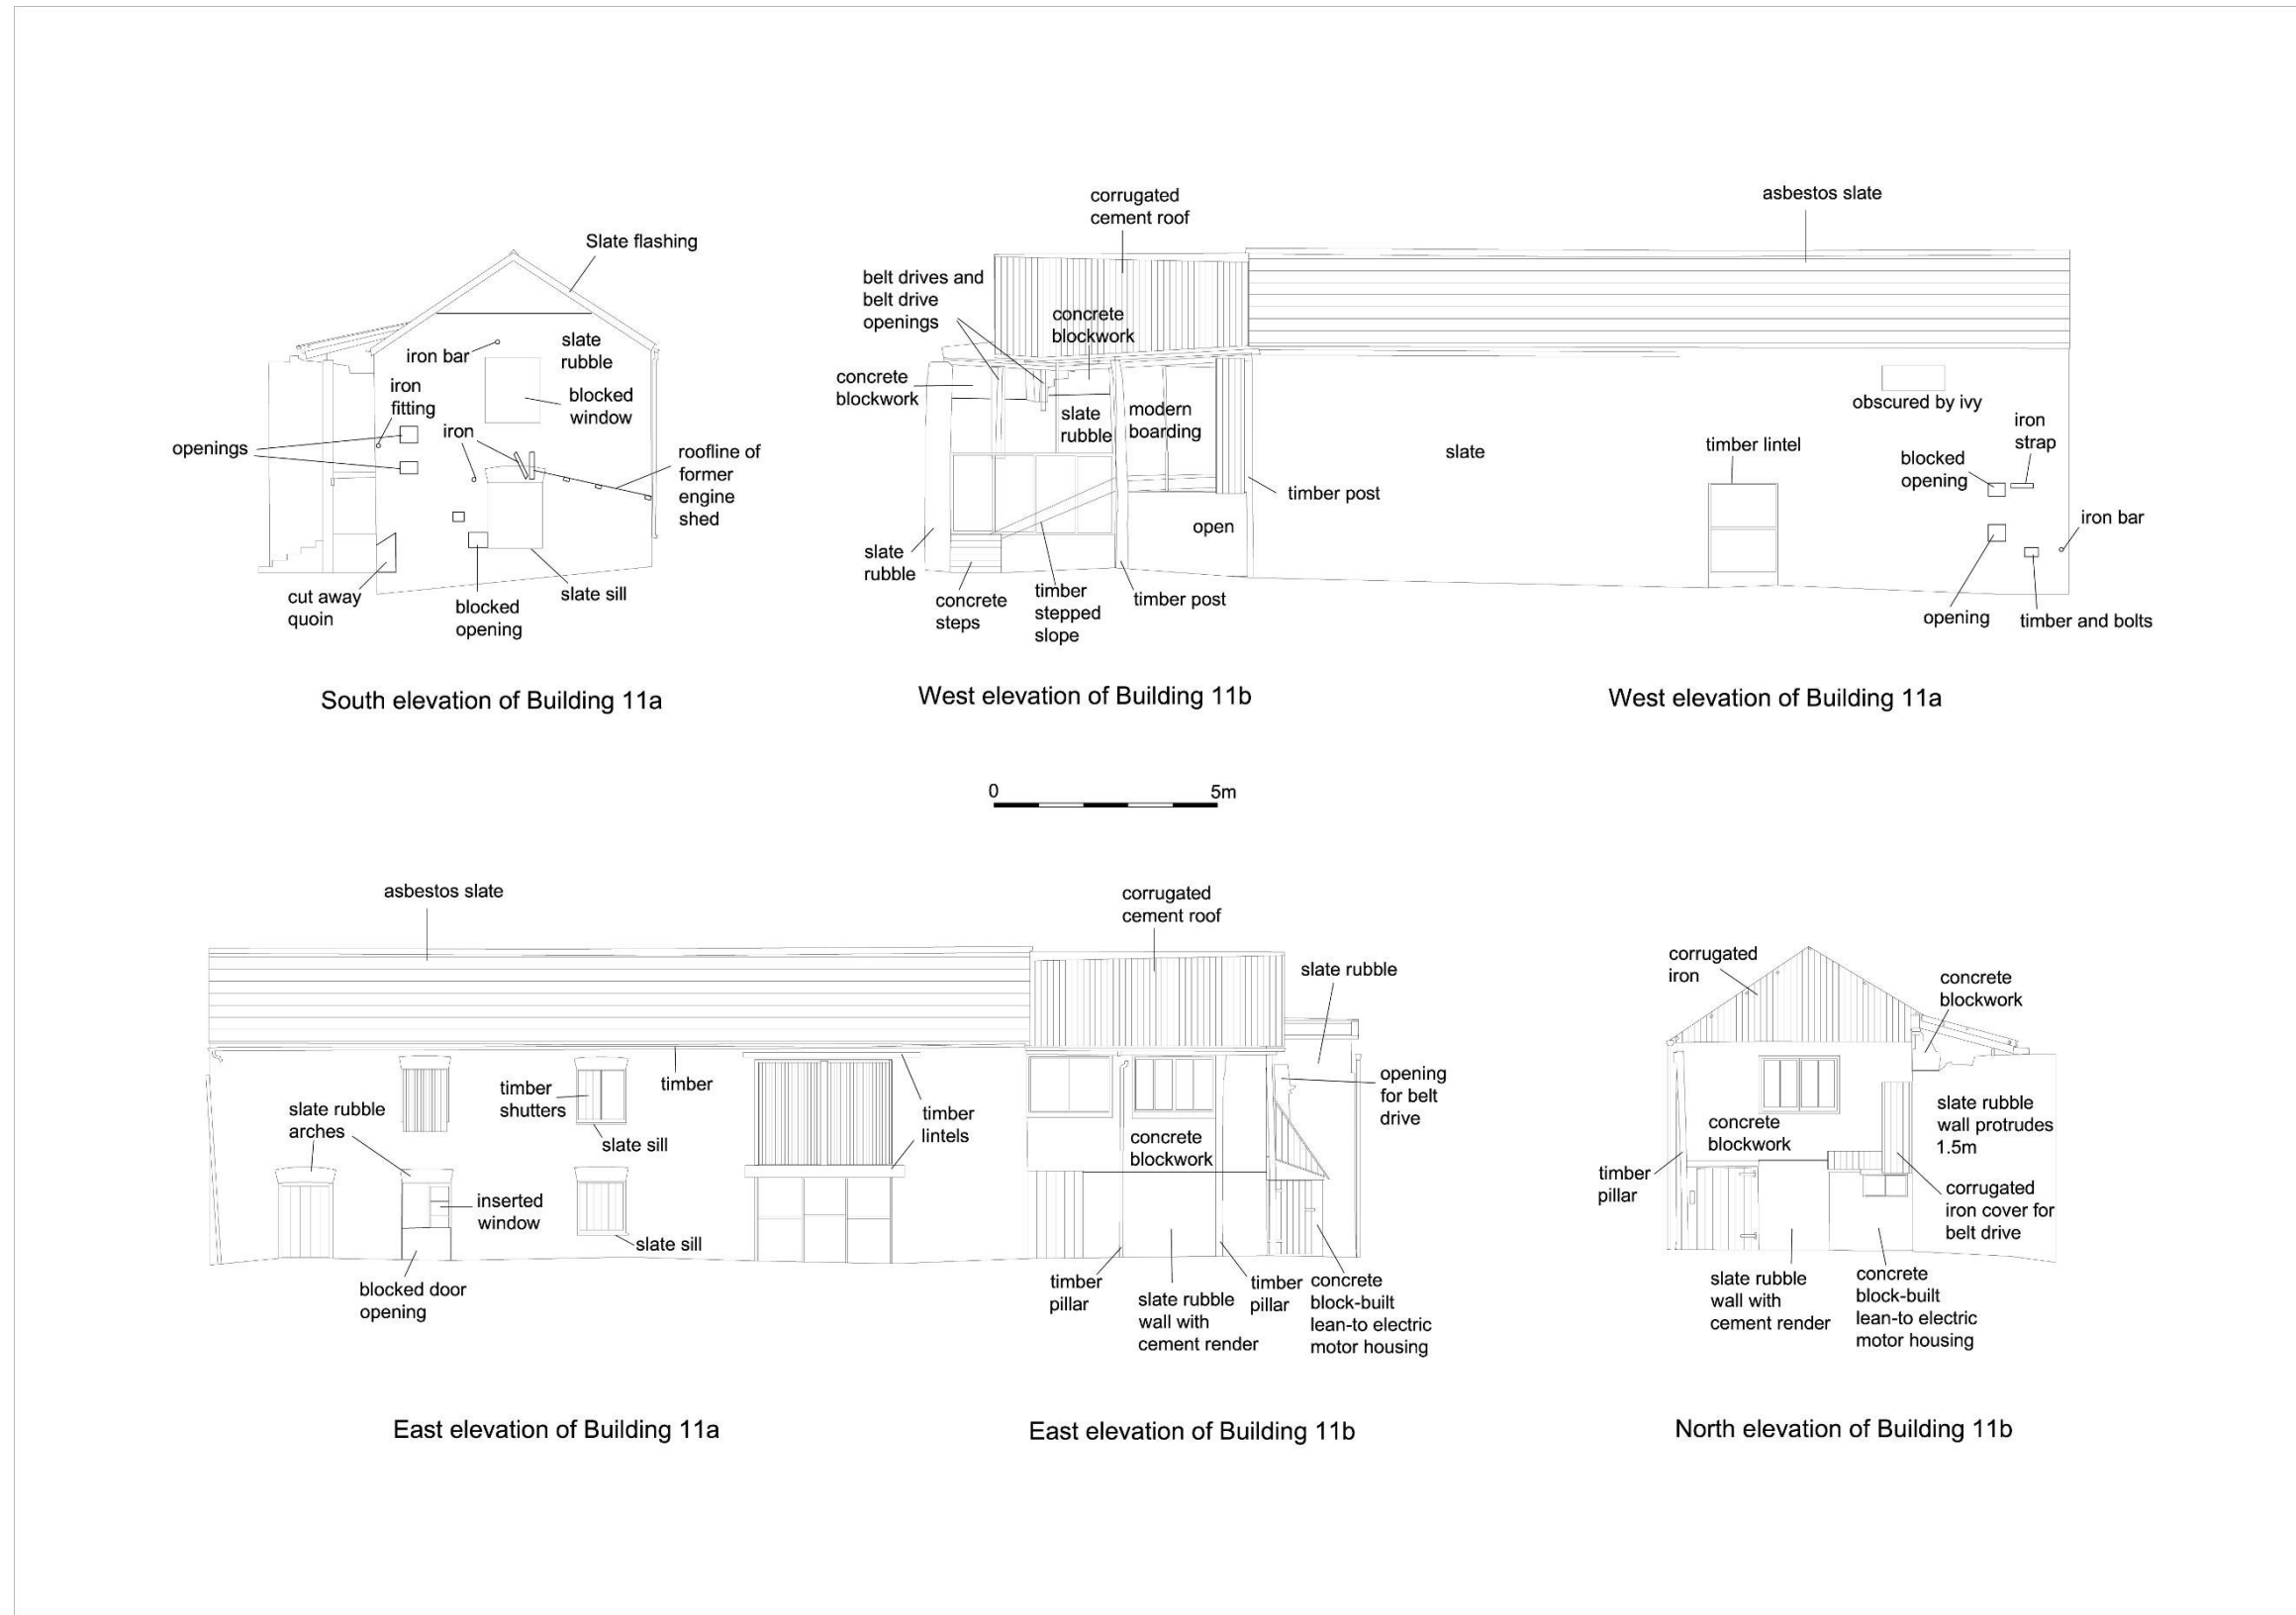 Slate flashing
iron bar
slate
rubble
iron
fitting
blocked
window
openings
iron
roofline of
former
engine
shed
cut away
quoin
blocked
opening
slate sill
South elevation of Building 11a
corrugated
cement roof
belt drives and
belt drive
openings
concrete
blockwork
concrete
blockwork
slate
rubble
modern
boarding
timber post
open
slate
rubble
concrete
steps
timber
stepped
slope
timber post
West elevation of Building 11b
asbestos slate
obscured by ivy
iron
strap
timber lintel
slate
blocked
opening
iron bar
opening
timber and bolts
West elevation of Building 11a
0
5m
asbestos slate
timber
shutters
timber
slate rubble
arches
slate sill
timber
lintels
inserted
window
slate sill
blocked door
opening
East elevation of Building 11a
corrugated
cement roof
slate rubble
opening
for belt
drive
concrete
blockwork
timber
pillar
slate rubble
wall with
cement render
timber
pillar
concrete
block-built
lean-to electric
motor housing
East elevation of Building 11b
corrugated
iron
concrete
blockwork
slate rubble
wall protrudes
1.5m
concrete
blockwork
timber
pillar
corrugated
iron cover for
belt drive
slate rubble
wall with
cement render
concrete
block-built
lean-to electric
motor housing
North elevation of Building 11b